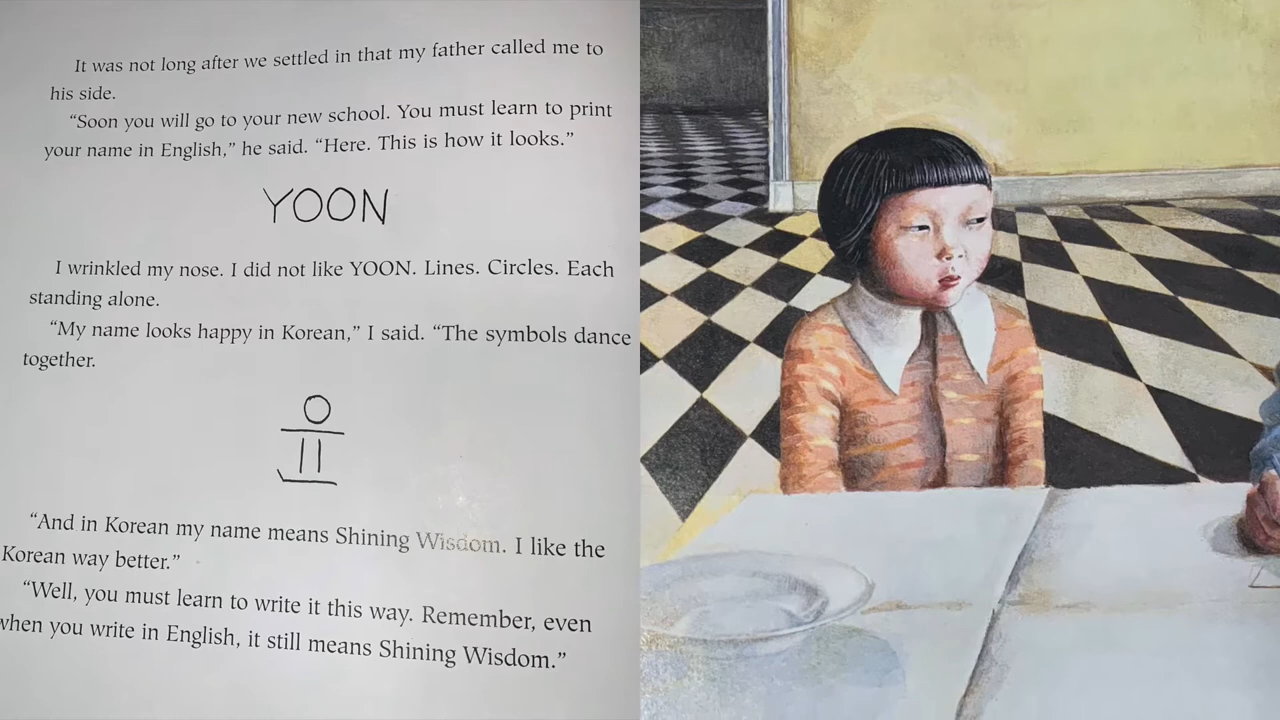 It was not long after we settled in that my father called me to
his side.
“Soon you will go to your new school. You must learn to print
your name in English,” he said. “Here. This is how it looks.”
YOON
I wrinkled my nose. I did not like YOON. Lines. Circles. Each
standing alone.
“My name looks happy in Korean,” I said. “The symbols dance
together.
윤
“And in Korean my name means Shining Wisdom. I like the
Korean way better.”
“Well, you must learn to write it this way. Remember, even
when you write in English, it still means Shining Wisdom.”